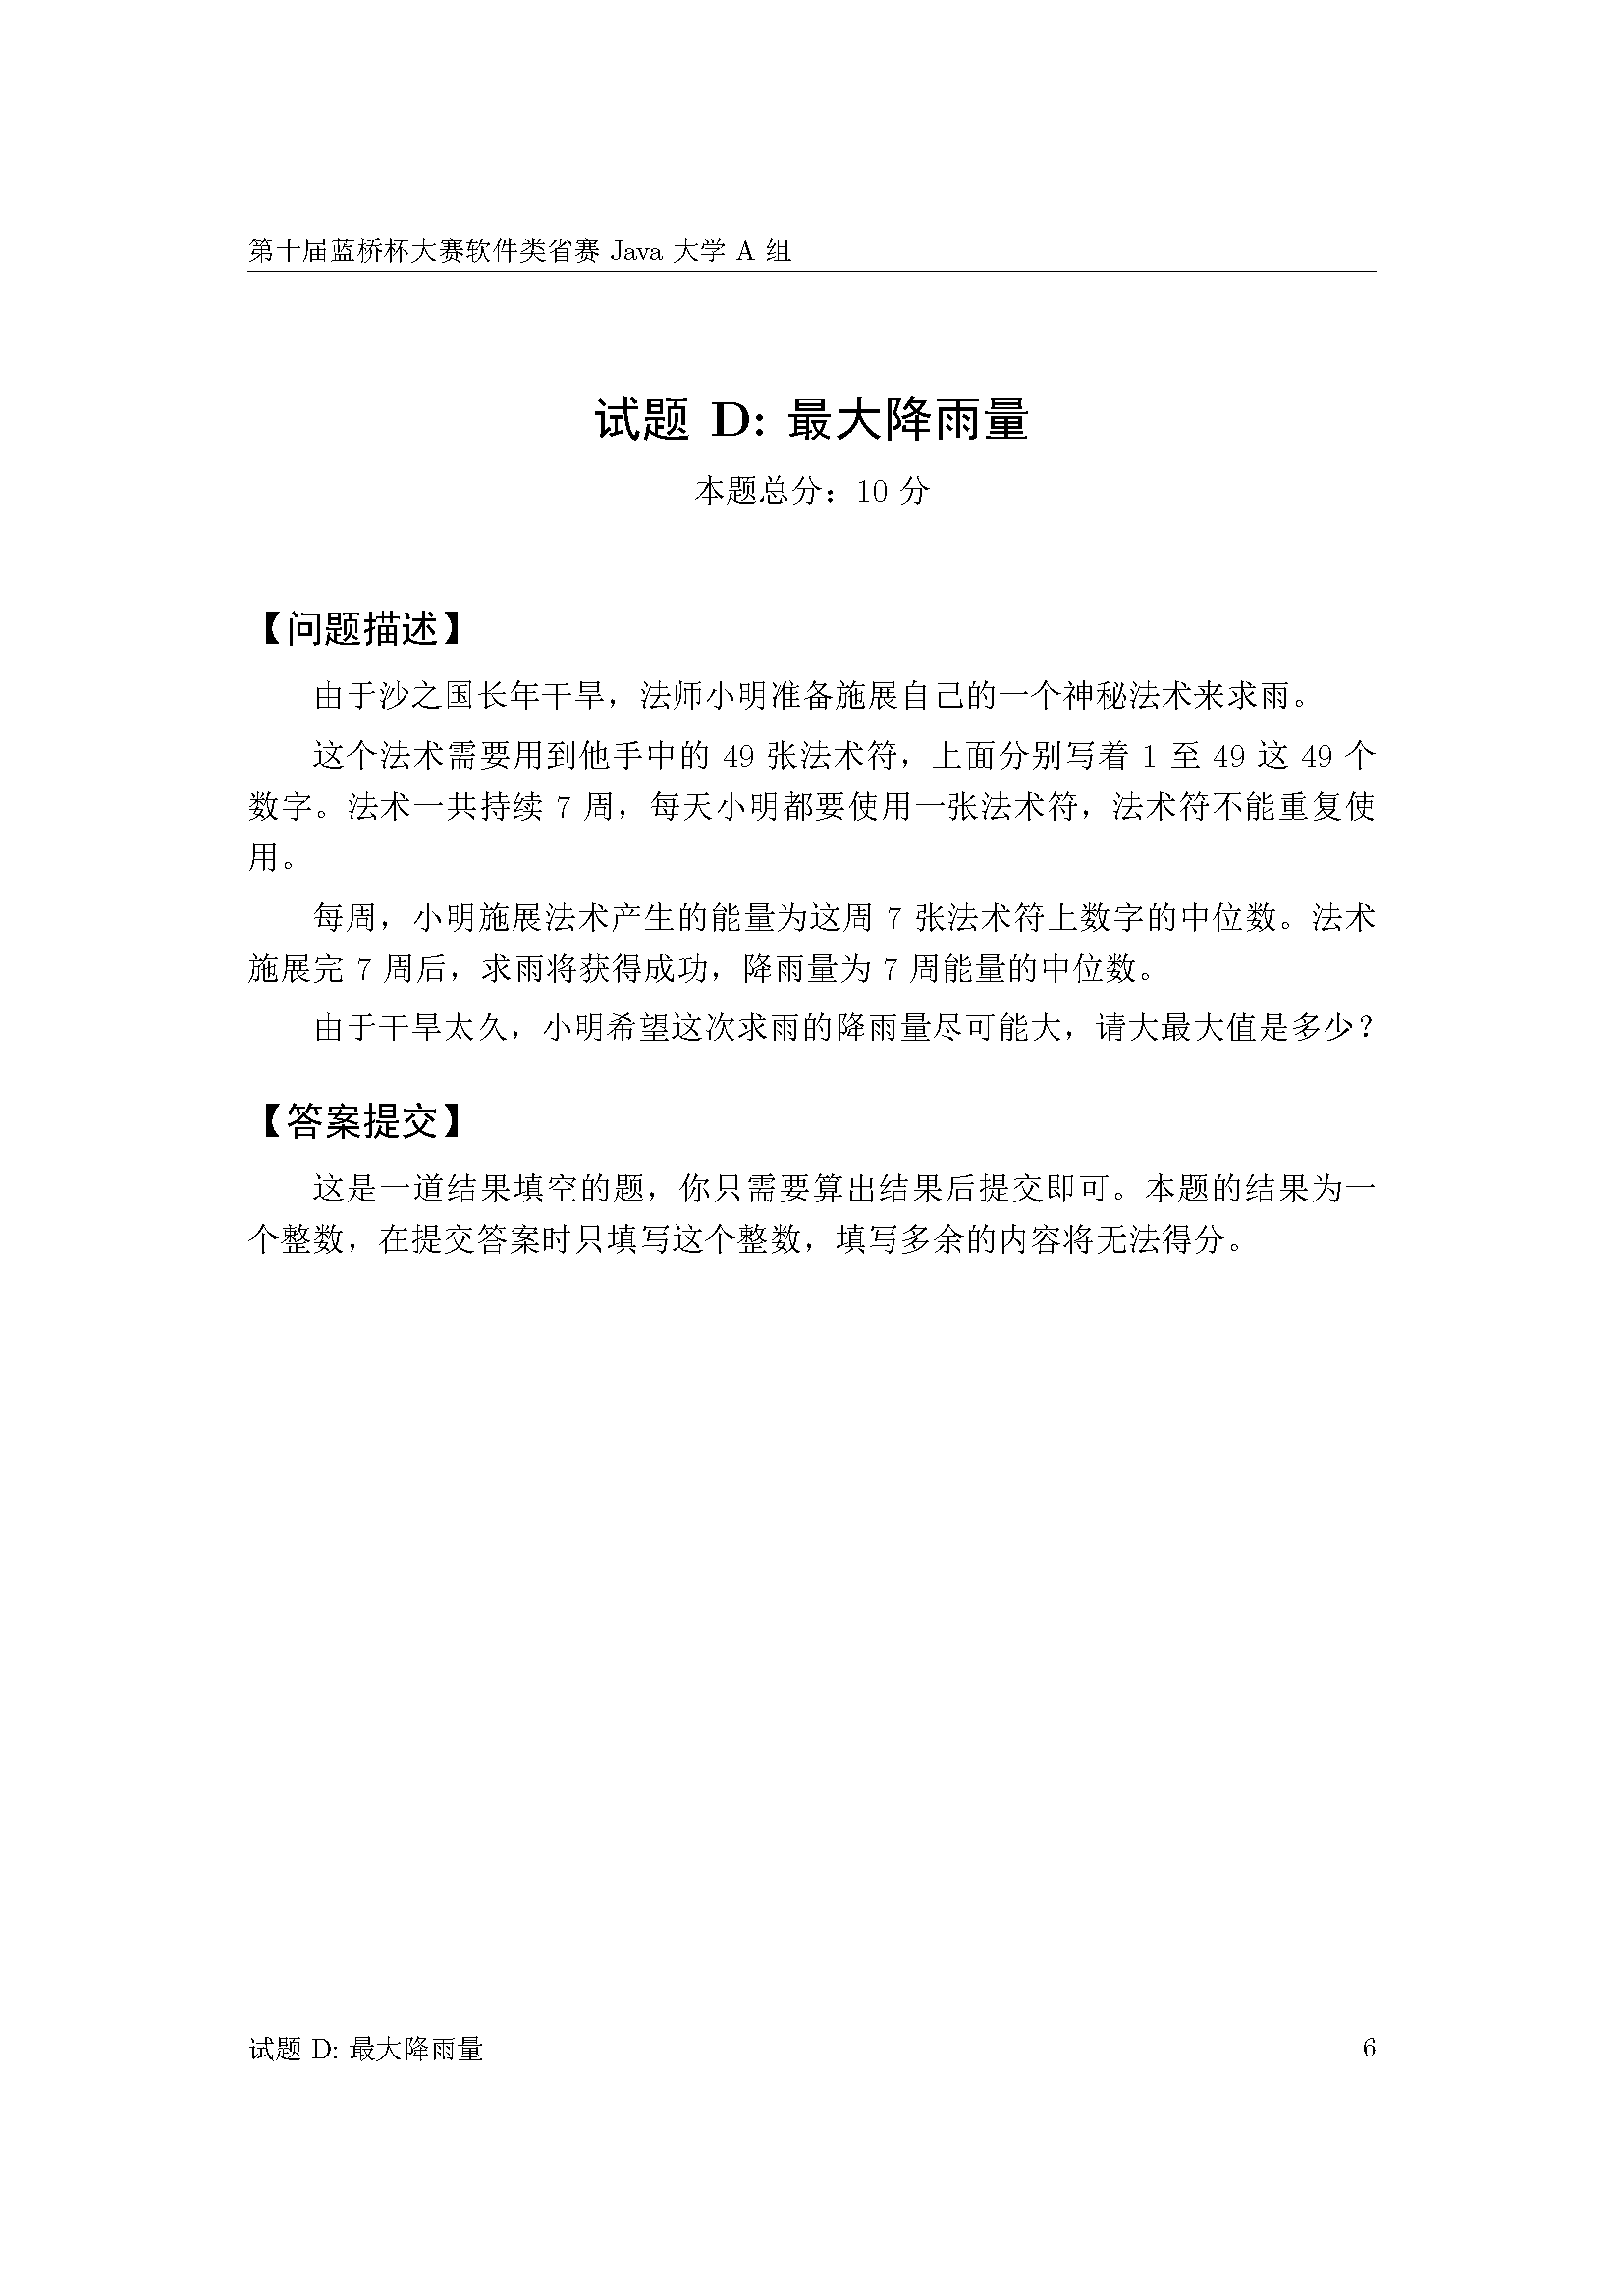 第十届蓝桥杯大赛软件类省赛 Java 大学 A 组
试题 D: 最大降雨量
本题总分：10 分
【问题描述】
由于沙之国长年干旱，法师小明准备施展自己的一个神秘法术来求雨。
这个法术需要用到他手中的 49 张法术符，上面分别写着 1 至 49 这 49 个
数字。法术一共持续 7 周，每天小明都要使用一张法术符，法术符不能重复使
用。
每周，小明施展法术产生的能量为这周 7 张法术符上数字的中位数。法术
施展完 7 周后，求雨将获得成功，降雨量为 7 周能量的中位数。
由于干旱太久，小明希望这次求雨的降雨量尽可能大，请大最大值是多少？
【答案提交】
这是一道结果填空的题，你只需要算出结果后提交即可。本题的结果为一
个整数，在提交答案时只填写这个整数，填写多余的内容将无法得分。
试题 D: 最大降雨量 6